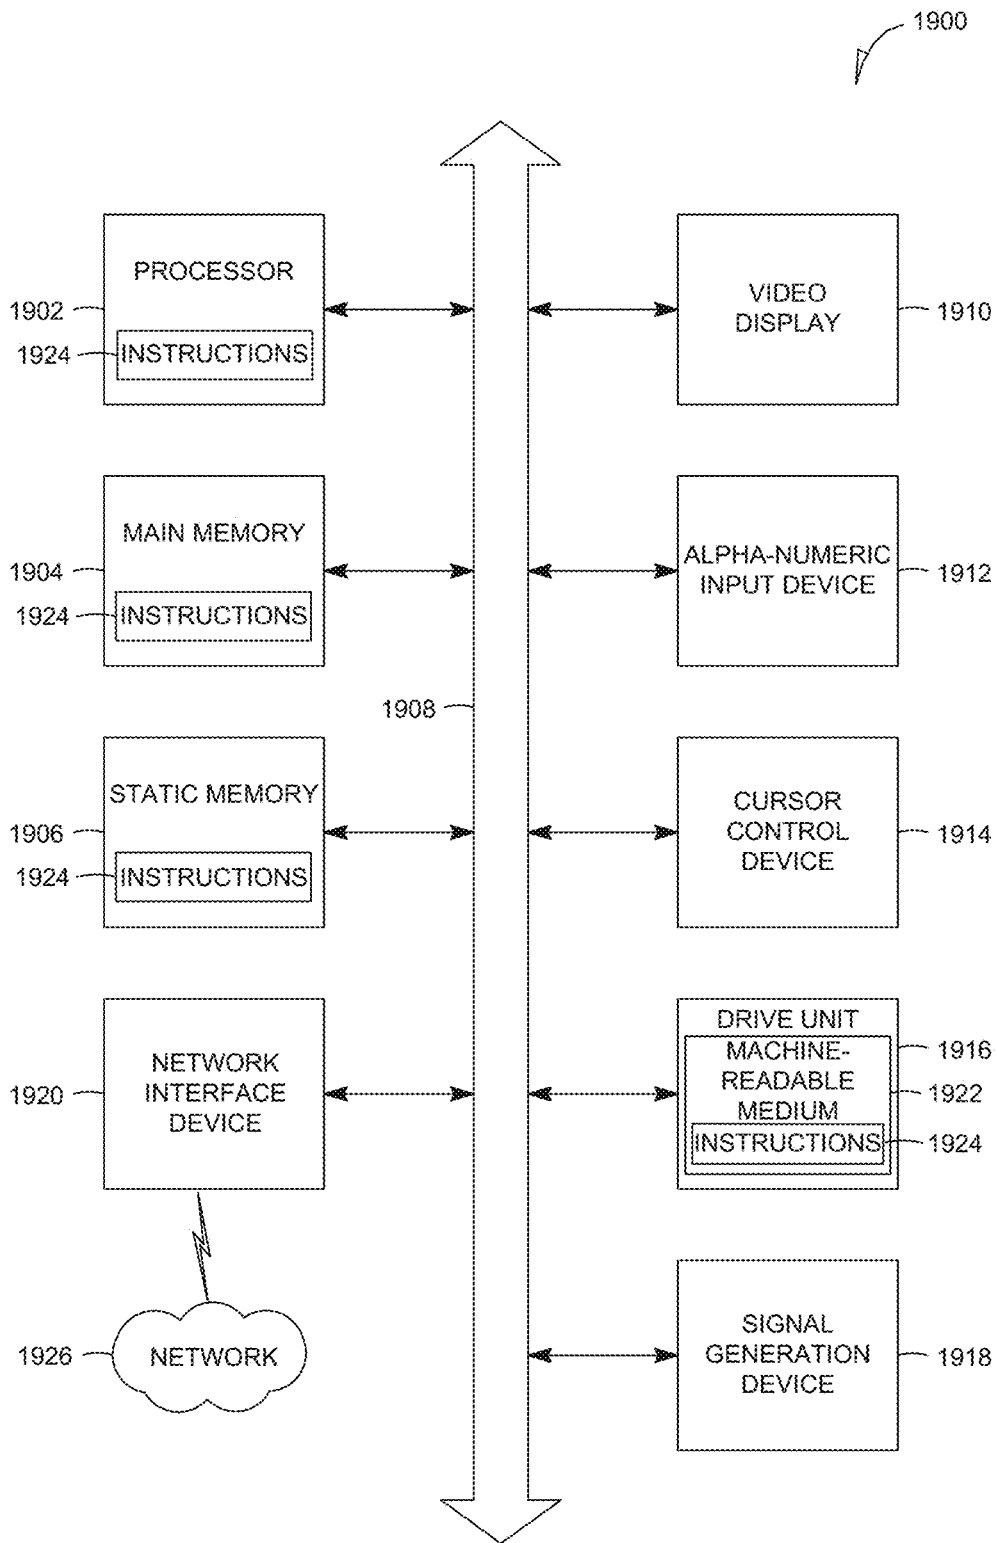 1900
PROCESSOR
1902
1924
INSTRUCTIONS
MAIN MEMORY
1904
1924
INSTRUCTIONS
1908
STATIC MEMORY
1906
1924
INSTRUCTIONS
NETWORK
INTERFACE
DEVICE
1920
1926
NETWORK
VIDEO
DISPLAY
1910
ALPHA-NUMERIC
INPUT DEVICE
1912
CURSOR
CONTROL
DEVICE
1914
DRIVE UNIT
1916
MACHINE-
READABLE
MEDIUM
1922
INSTRUCTIONS
1924
SIGNAL
GENERATION
DEVICE
1918